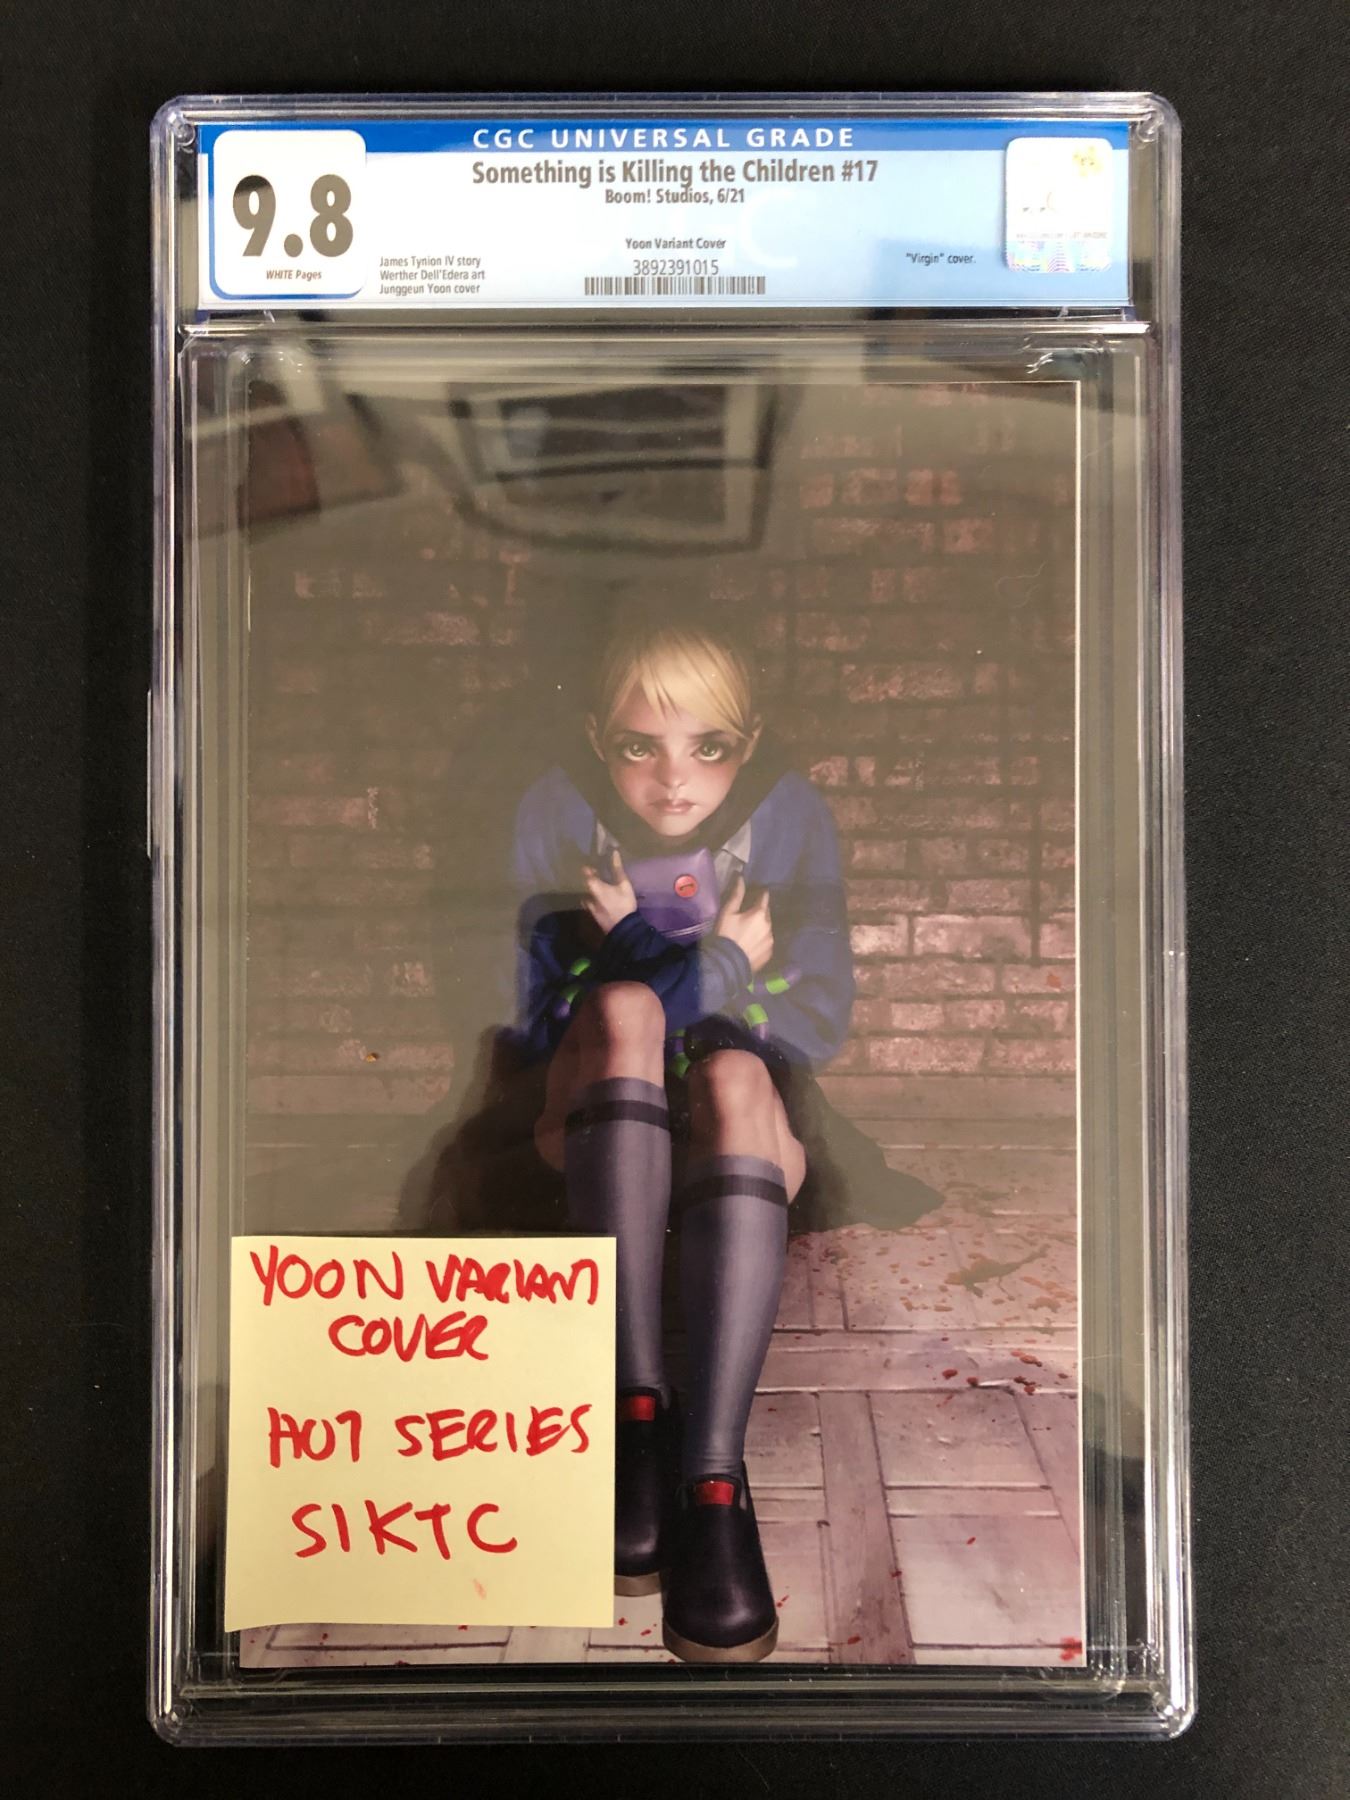 CGC UNIVERSAL GRADE
9.8
WHITE Pages
Something is Killing the Children #17
Boom! Studios, 6/21
Yoon Variant Cover
3892391015
James Tynion IV story
Werther Dell'Edera art
Junggeun Yoon cover
"Virgin" cover.
YOON VARIANT
COVER
HOT SERIES
SIKTC